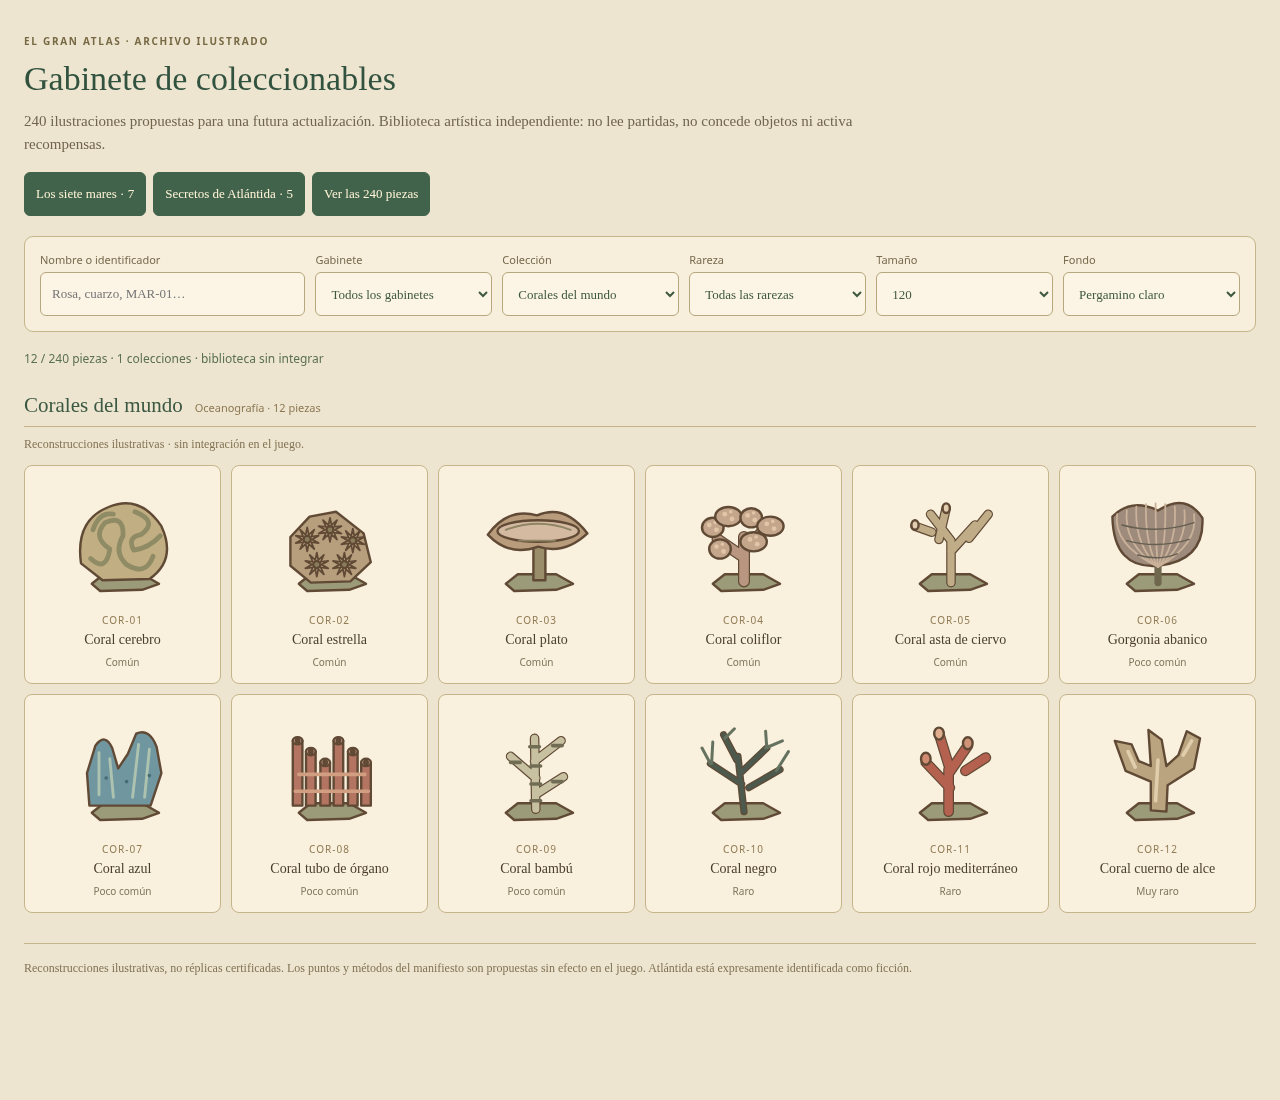 EL GRAN ATLAS · ARCHIVO ILUSTRADO
Gabinete de coleccionables
240 ilustraciones propuestas para una futura actualización. Biblioteca artística independiente: no lee partidas, no concede objetos ni activa
recompensas.
Los siete mares · 7
Secretos de Atlántida · 5
Ver las 240 piezas
Nombre o identificador
Gabinete
Colección
Rareza
Tamaño
Fondo
Rosa, cuarzo, MAR-01…
Todos los gabinetes
Corales del mundo
Todas las rarezas
120
Pergamino claro
12 / 240 piezas · 1 colecciones · biblioteca sin integrar
Corales del mundo
Oceanografía · 12 piezas
Reconstrucciones ilustrativas · sin integración en el juego.
COR-01
Coral cerebro
Común
COR-02
Coral estrella
Común
COR-03
Coral plato
Común
COR-04
Coral coliflor
Común
COR-05
Coral asta de ciervo
Común
COR-06
Gorgonia abanico
Poco común
COR-07
Coral azul
Poco común
COR-08
Coral tubo de órgano
Poco común
COR-09
Coral bambú
Poco común
COR-10
Coral negro
Raro
COR-11
Coral rojo mediterráneo
Raro
COR-12
Coral cuerno de alce
Muy raro
Reconstrucciones ilustrativas, no réplicas certificadas. Los puntos y métodos del manifiesto son propuestas sin efecto en el juego. Atlántida está expresamente identificada como ficción.